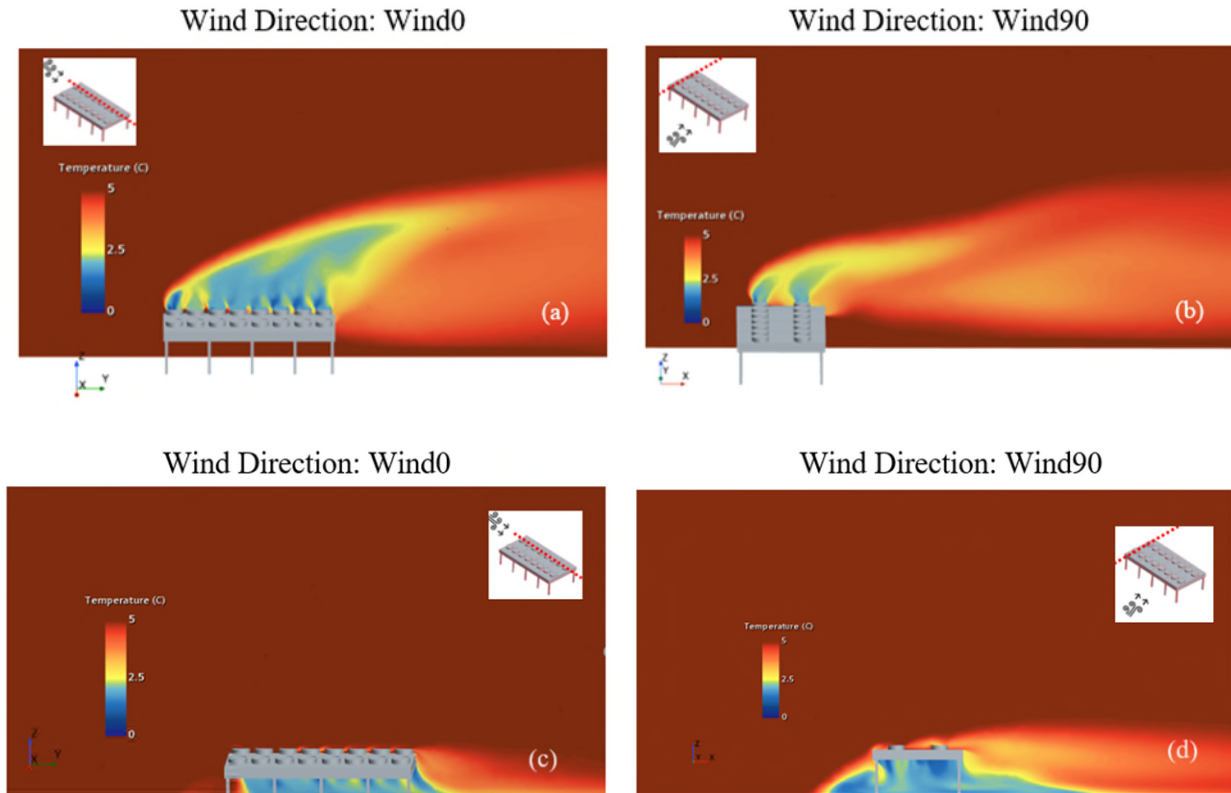 Wind Direction: Wind0
Wind Direction: Wind90
Temperature (C)
5
2.5
0
(a)
Z
X
Y
Temperature (C)
5
2.5
0
(b)
Z
Y
X
Wind Direction: Wind0
Wind Direction: Wind90
Temperature (C)
5
2.5
0
(c)
Z
X
Y
Temperature (C)
5
2.5
0
(d)
Z
Y
X